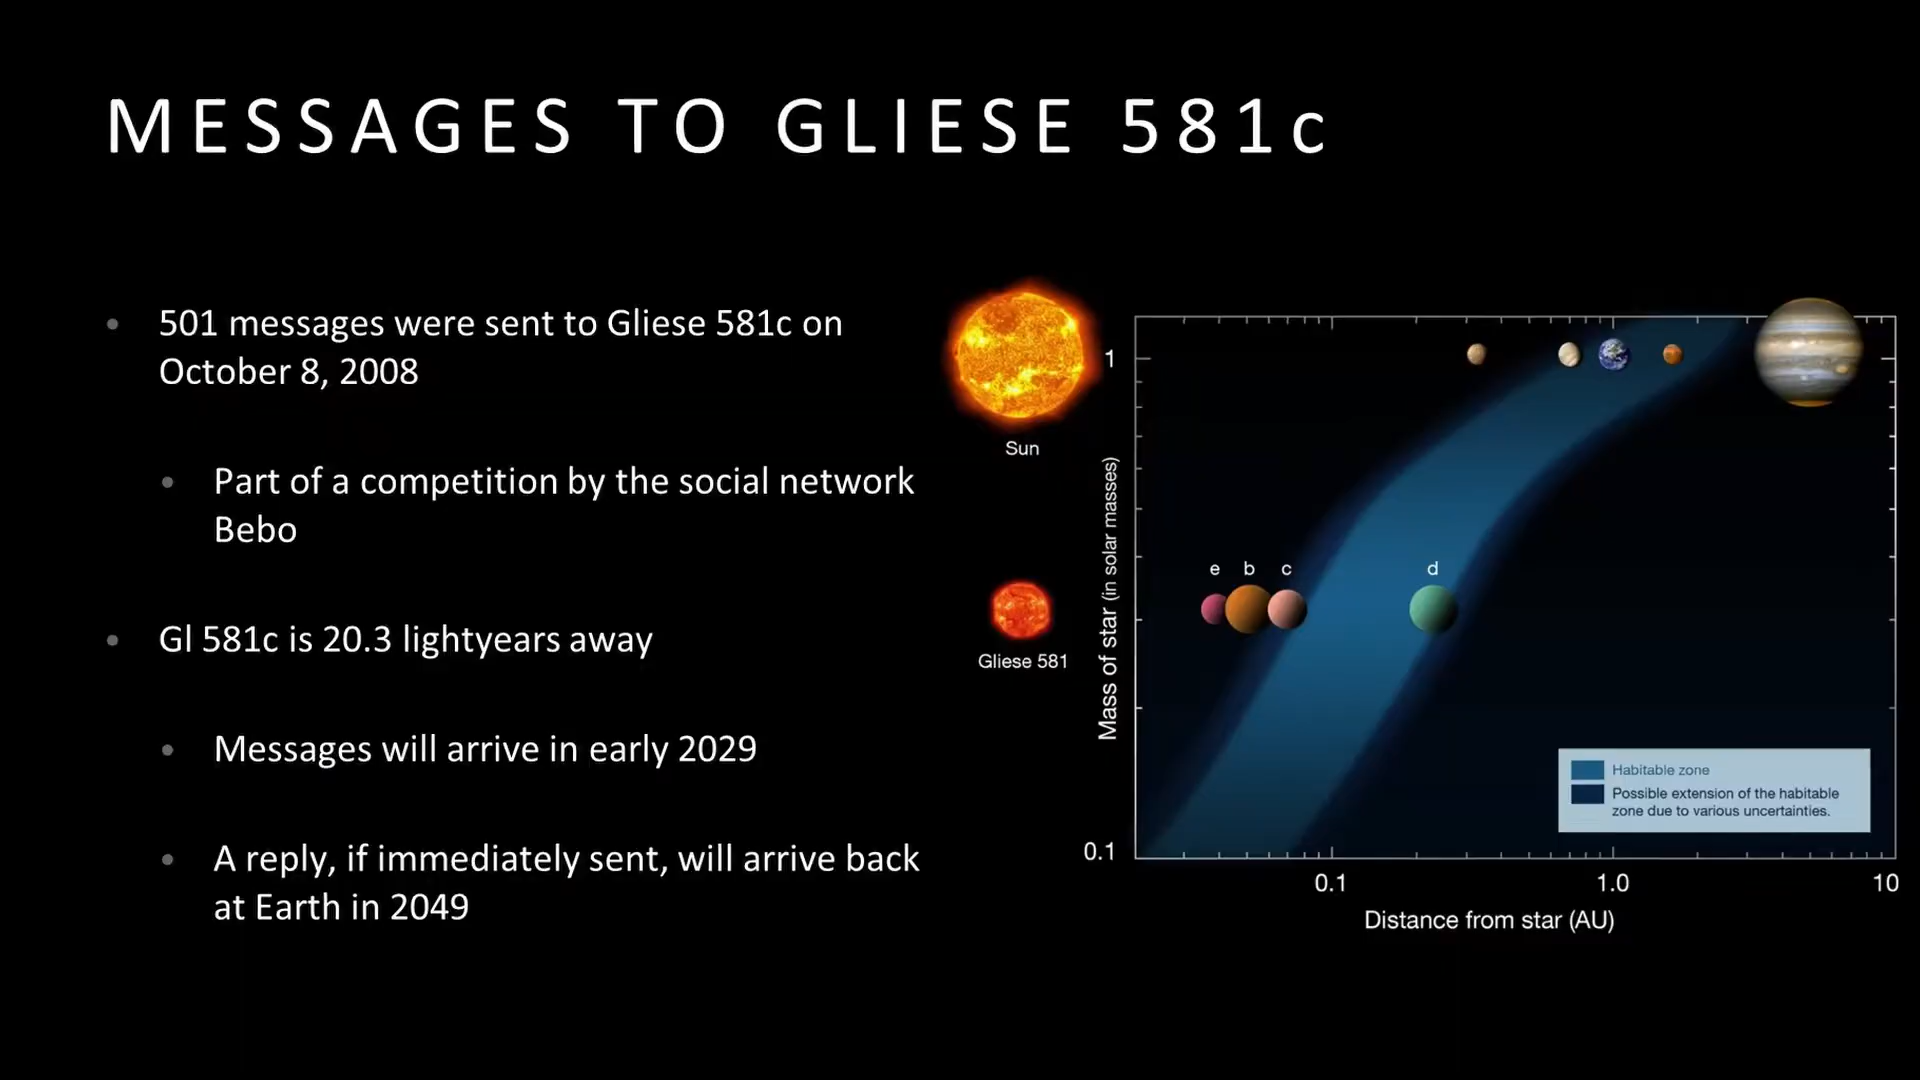 MESSAGES TO GLIESE 581c
• 501 messages were sent to Gliese 581c on
October 8, 2008
• Part of a competition by the social network
Bebo
• Gl 581c is 20.3 lightyears away
• Messages will arrive in early 2029
• A reply, if immediately sent, will arrive back
at Earth in 2049
Sun
Gliese 581
Mass of star (in solar masses)
1
0.1
e b c d
Habitable zone
Possible extension of the habitable
zone due to various uncertainties.
0.1 1.0 10
Distance from star (AU)